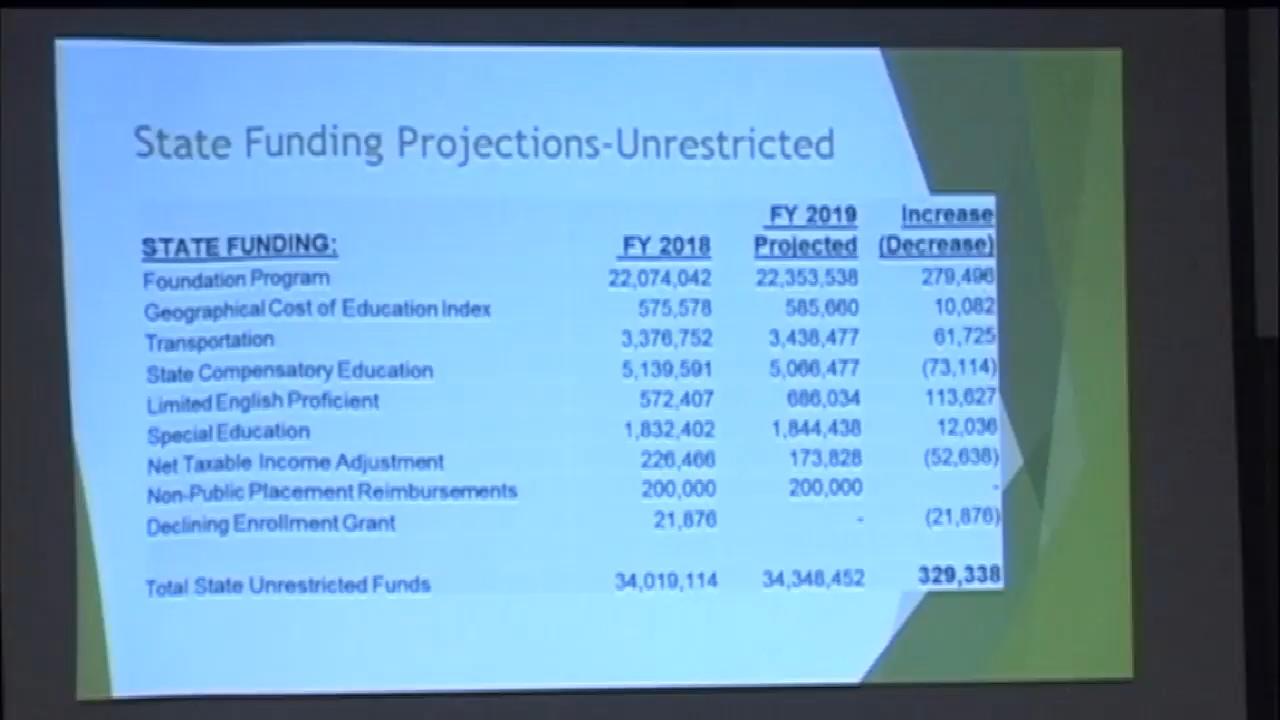 State Funding Projections-Unrestricted
FY 2019 Increase
STATE FUNDING: FY 2018 Projected (Decrease)
Foundation Program 22,074,042 22,353,538 279,496
Geographical Cost of Education Index 575,578 585,660 10,082
Transportation 3,376,752 3,438,477 61,725
State Compensatory Education 5,139,591 5,066,477 (73,114)
Limited English Proficient 572,407 686,034 113,627
Special Education 1,832,402 1,844,438 12,036
Net Taxable Income Adjustment 226,466 173,828 (52,638)
Non-Public Placement Reimbursements 200,000 200,000 -
Declining Enrollment Grant 21,876 - (21,876)
Total State Unrestricted Funds 34,019,114 34,348,452 329,338